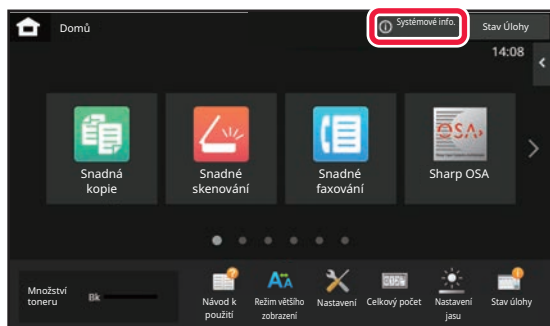 Domů
Systémové info.
Stav Úlohy
14:08
Snadná
kopie
Snadné
skenování
Snadné
faxování
OSA
Sharp OSA
Množství
toneru
Bk
Návod k
použití
Režim většího
zobrazení
Nastavení
Celkový počet
Nastavení
jasu
Stav úlohy